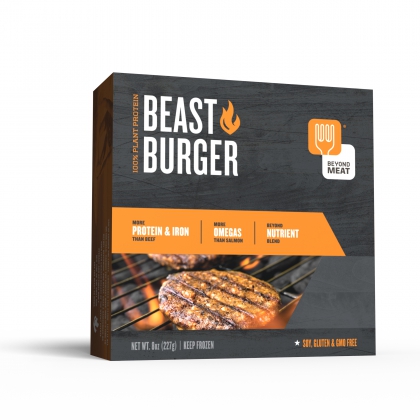 100% PLANT PROTEIN
BEAST
BURGER
BEYOND
MEAT
MORE
PROTEIN & IRON
THAN BEEF
MORE
OMEGAS
THAN SALMON
BEYOND
NUTRIENT
BLEND
NET WT. 8oz (227g) | KEEP FROZEN
★ SOY, GLUTEN & GMO FREE